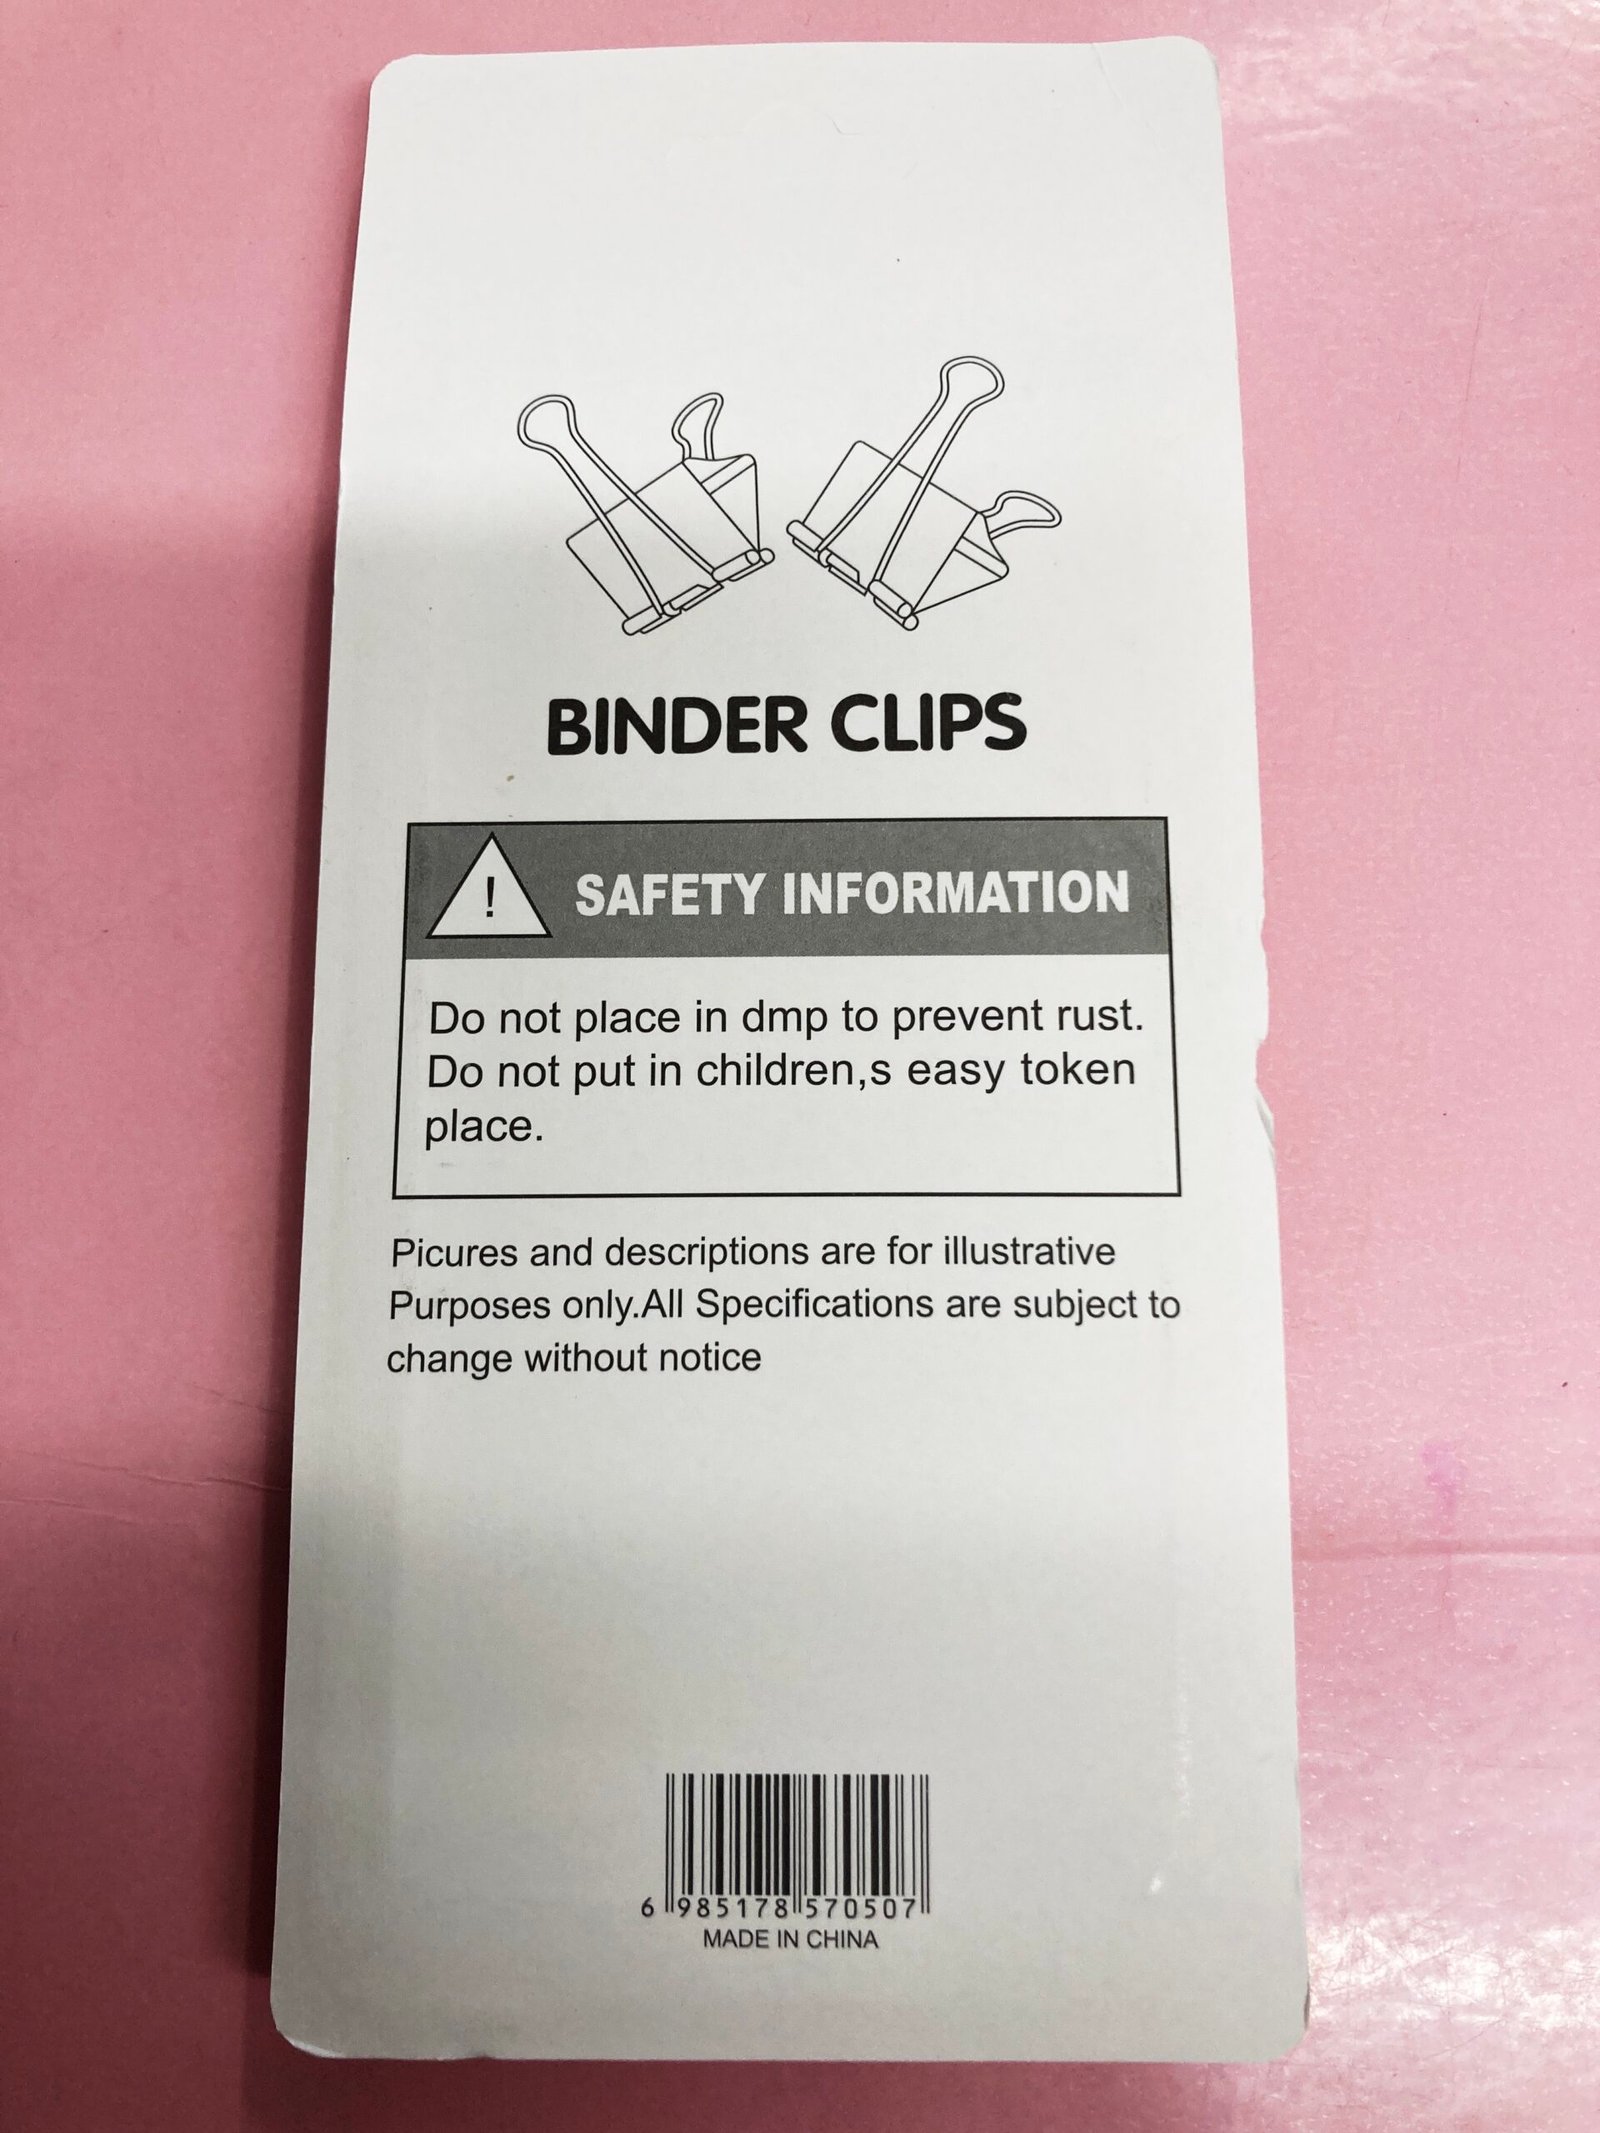 BINDER CLIPS
! SAFETY INFORMATION
Do not place in dmp to prevent rust.
Do not put in children,s easy token
place.
Picures and descriptions are for illustrative
Purposes only.All Specifications are subject to
change without notice
6 985178 570507
MADE IN CHINA